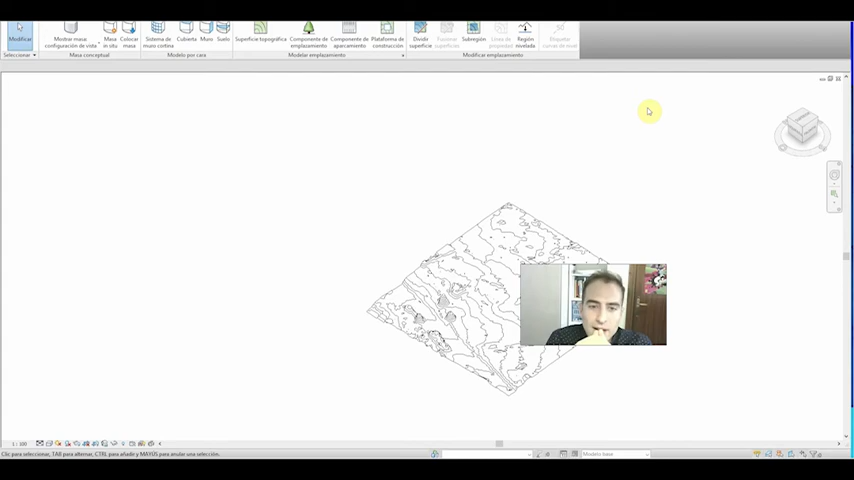 Modificar
Mostrar masa: configuración de vista
Masa in situ
Colocar masa
Sistema de muro cortina
Cubierta
Muro
Suelo
Superficie topográfica
Componente de emplazamiento
Componente de aparcamiento
Plataforma de construcción
Dividir superficie
Fusionar superficies
Subregión
Líneas de propiedad
Región nivelada
Etiquetar curvas de nivel
Seleccionar
Masa conceptual
Modelo por cara
Modelar emplazamiento
Modificar emplazamiento
1 : 100
Clic para seleccionar, TAB para alternar, CTRL para añadir y MAYÚS para anular una selección.
Modelo base